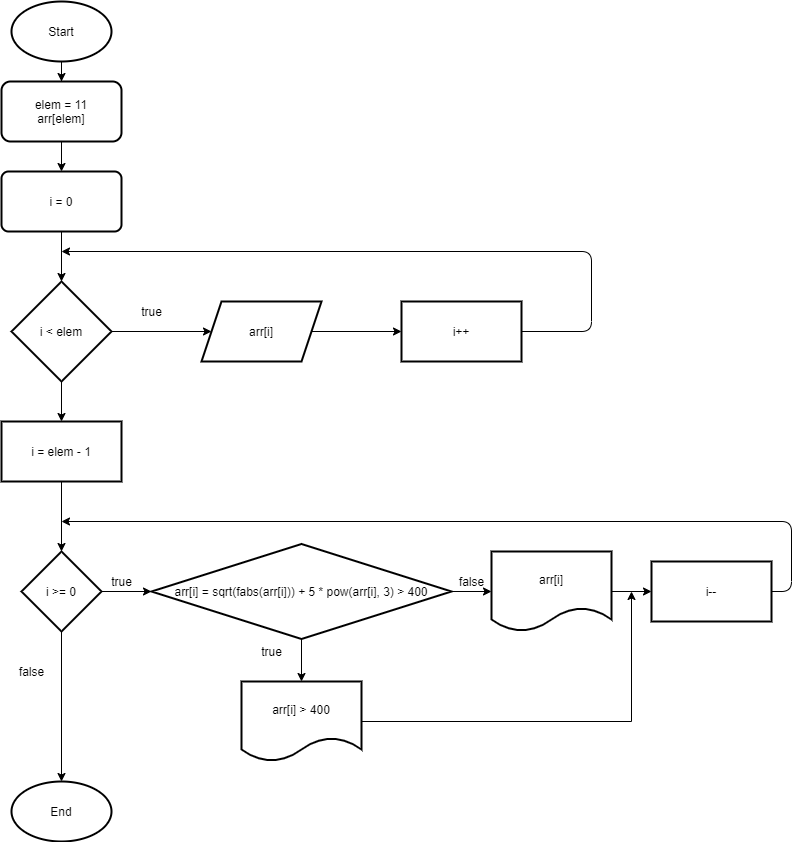 Start
elem = 11
arr[elem]
i = 0
i < elem
true
arr[i]
i++
i = elem - 1
i >= 0
true
arr[i] = sqrt(fabs(arr[i])) + 5 * pow(arr[i], 3) > 400
false
arr[i]
i--
true
arr[i] > 400
false
End